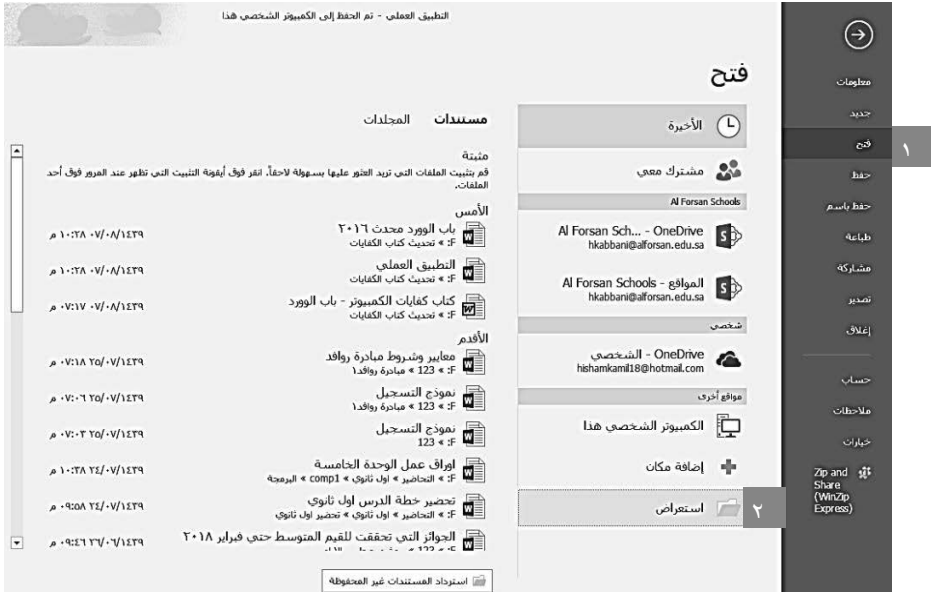 التطبيق العملي - تم الحفظ إلى الكمبيوتر الشخصي هذا
معلومات
جديد
فتح
١
حفظ
حفظ باسم
طباعة
مشاركة
تصدير
إغلاق
حساب
ملاحظات
خيارات
Zip and
Share
(WinZip
Express)
فتح
الأخيرة
مشترك معي
Al Forsan Schools
Al Forsan Sch... - OneDrive
hkabbani@alforsan.edu.sa
المواقع - Al Forsan Schools
hkabbani@alforsan.edu.sa
شخصي
OneDrive - الشخصي
hishamkamil18@hotmail.com
مواقع أخرى
الكمبيوتر الشخصي هذا
إضافة مكان
استعراض
٢
مستندات المجلدات
مثبتة
قم بتثبيت الملفات التي تريد العثور عليها بسهولة لاحقاً. انقر فوق أيقونة التثبيت التي تظهر عند المرور فوق أحد
الملفات.
الأمس
باب الوورد محدث ٢٠١٦
F: » تحديث كتاب الكفايات
٠٧/٠٨/١٤٣٩ ١٠:٢٨ م
التطبيق العملي
F: » تحديث كتاب الكفايات
٠٧/٠٨/١٤٣٩ ١٠:٢٨ م
كتاب كفايات الكمبيوتر - باب الوورد
F: » تحديث كتاب الكفايات
٠٧/٠٨/١٤٣٩ ٠٧:١٧ م
الأقدم
معايير وشروط مبادرة روافد
F: » 123 » مبادرة روافد١
٢٥/٠٧/١٤٣٩ ٠٧:١٨ م
نموذج التسجيل
F: » 123 » مبادرة روافد١
٢٥/٠٧/١٤٣٩ ٠٧:٠٦ م
نموذج التسجيل
F: » 123
٢٥/٠٧/١٤٣٩ ٠٧:٠٣ م
اوراق عمل الوحدة الخامسة
F: » التحاضير » اول ثانوي » comp1 » البرمجة
٢٤/٠٧/١٤٣٩ ١٠:٣٨ م
تحضير خطة الدرس اول ثانوي
F: » التحاضير » اول ثانوي » تحضير اول ثانوي
٢٤/٠٧/١٤٣٩ ٠٩:٥٨ م
الجوائز التي تحققت للقيم المتوسط حتي فبراير ٢٠١٨
٢٦/٠٦/١٤٣٩ ٠٩:٤٦ م
استرداد المستندات غير المحفوظة